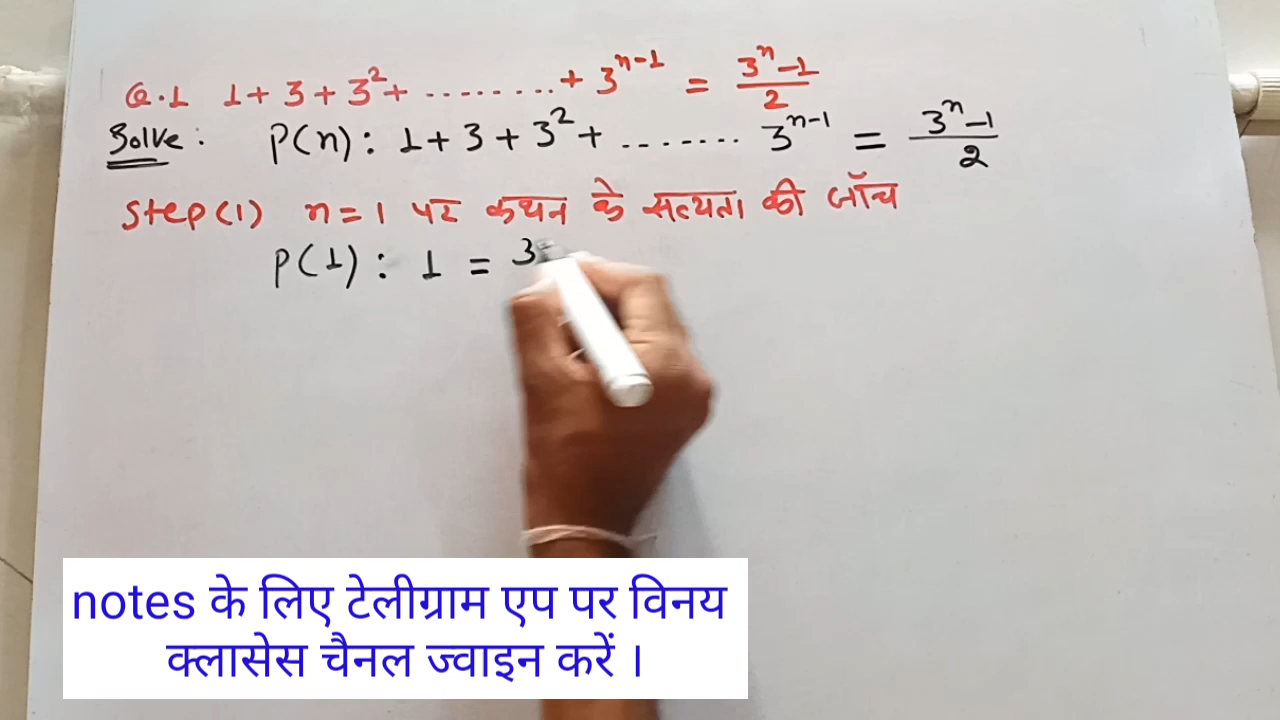 Q.1 1 + 3 + 3² + ......... + 3ⁿ⁻¹ = (3ⁿ-1)/2
Solve : P(n) : 1 + 3 + 3² + ....... 3ⁿ⁻¹ = (3ⁿ-1)/2
Step(1) n=1 पर कथन के सत्यता की जाँच
P(1) : 1 = 3
notes के लिए टेलीग्राम एप पर विनय
क्लासेस चैनल ज्वाइन करें ।